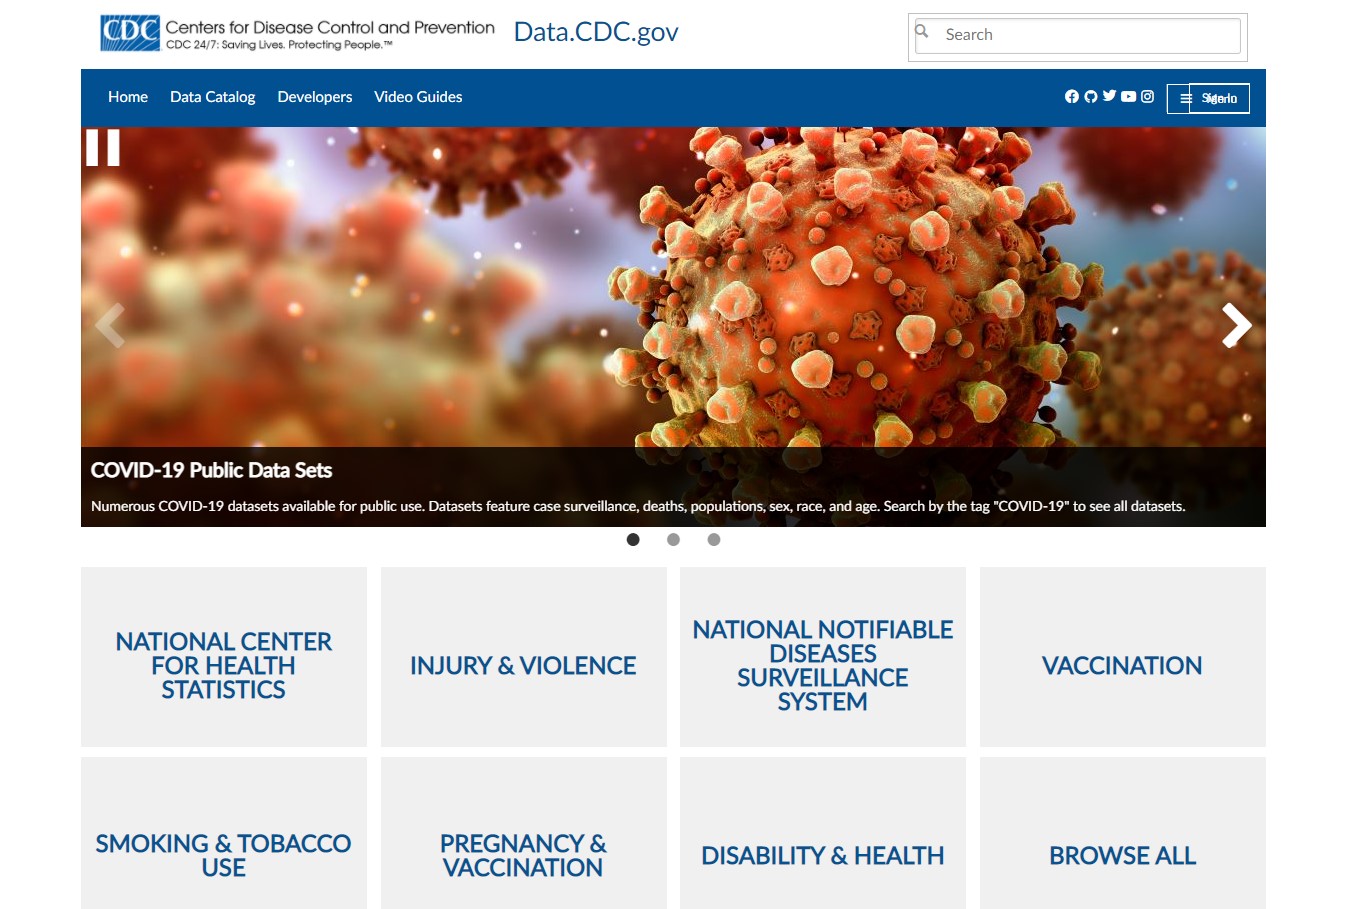 CDC
Centers for Disease Control and Prevention
CDC 24/7: Saving Lives. Protecting People.™
Data.CDC.gov
Search
Home
Data Catalog
Developers
Video Guides
COVID-19 Public Data Sets
Numerous COVID-19 datasets available for public use. Datasets feature case surveillance, deaths, populations, sex, race, and age. Search by the tag "COVID-19" to see all datasets.
NATIONAL CENTER
FOR HEALTH
STATISTICS
INJURY & VIOLENCE
NATIONAL NOTIFIABLE
DISEASES
SURVEILLANCE
SYSTEM
VACCINATION
SMOKING & TOBACCO
USE
PREGNANCY &
VACCINATION
DISABILITY & HEALTH
BROWSE ALL